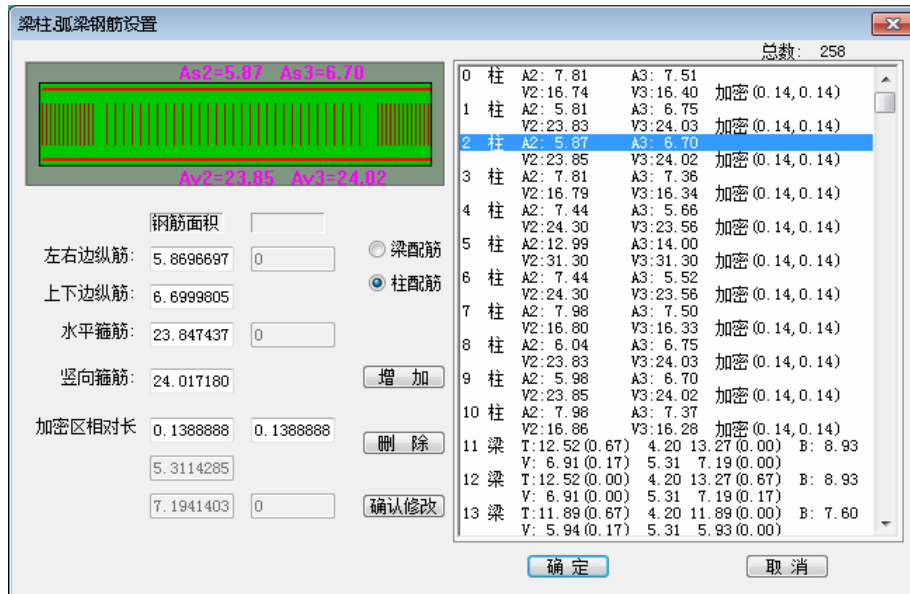 梁柱.弧梁钢筋设置
总数: 258
As2=5.87 As3=6.70
Av2=23.85 Av3=24.02
钢筋面积
左右边纵筋: 5.8696697 0
上下边纵筋: 6.6999805
水平箍筋: 23.847437 0
竖向箍筋: 24.017180
加密区相对长 0.1388888 0.1388888
5.3114285
7.1941403 0
梁配筋
柱配筋
增 加
删 除
确认修改
0 柱 A2: 7.81 A3: 7.51
V2:16.74 V3:16.40 加密(0.14,0.14)
1 柱 A2: 5.81 A3: 6.75
V2:23.83 V3:24.03 加密(0.14,0.14)
2 柱 A2: 5.87 A3: 6.70
V2:23.85 V3:24.02 加密(0.14,0.14)
3 柱 A2: 7.81 A3: 7.36
V2:16.79 V3:16.34 加密(0.14,0.14)
4 柱 A2: 7.44 A3: 5.66
V2:24.30 V3:23.56 加密(0.14,0.14)
5 柱 A2:12.99 A3:14.00
V2:31.30 V3:31.30 加密(0.14,0.14)
6 柱 A2: 7.44 A3: 5.52
V2:24.30 V3:23.56 加密(0.14,0.14)
7 柱 A2: 7.98 A3: 7.50
V2:16.80 V3:16.33 加密(0.14,0.14)
8 柱 A2: 6.04 A3: 6.75
V2:23.83 V3:24.03 加密(0.14,0.14)
9 柱 A2: 5.98 A3: 6.70
V2:23.85 V3:24.02 加密(0.14,0.14)
10 柱 A2: 7.98 A3: 7.37
V2:16.86 V3:16.28 加密(0.14,0.14)
11 梁 T:12.52(0.67) 4.20 13.27(0.00) B: 8.93
V: 6.91(0.17) 5.31 7.19(0.00)
12 梁 T:12.52(0.00) 4.20 13.27(0.67) B: 8.93
V: 6.91(0.00) 5.31 7.19(0.17)
13 梁 T:11.89(0.67) 4.20 11.89(0.00) B: 7.60
V: 5.94(0.17) 5.31 5.93(0.00)
确 定
取 消